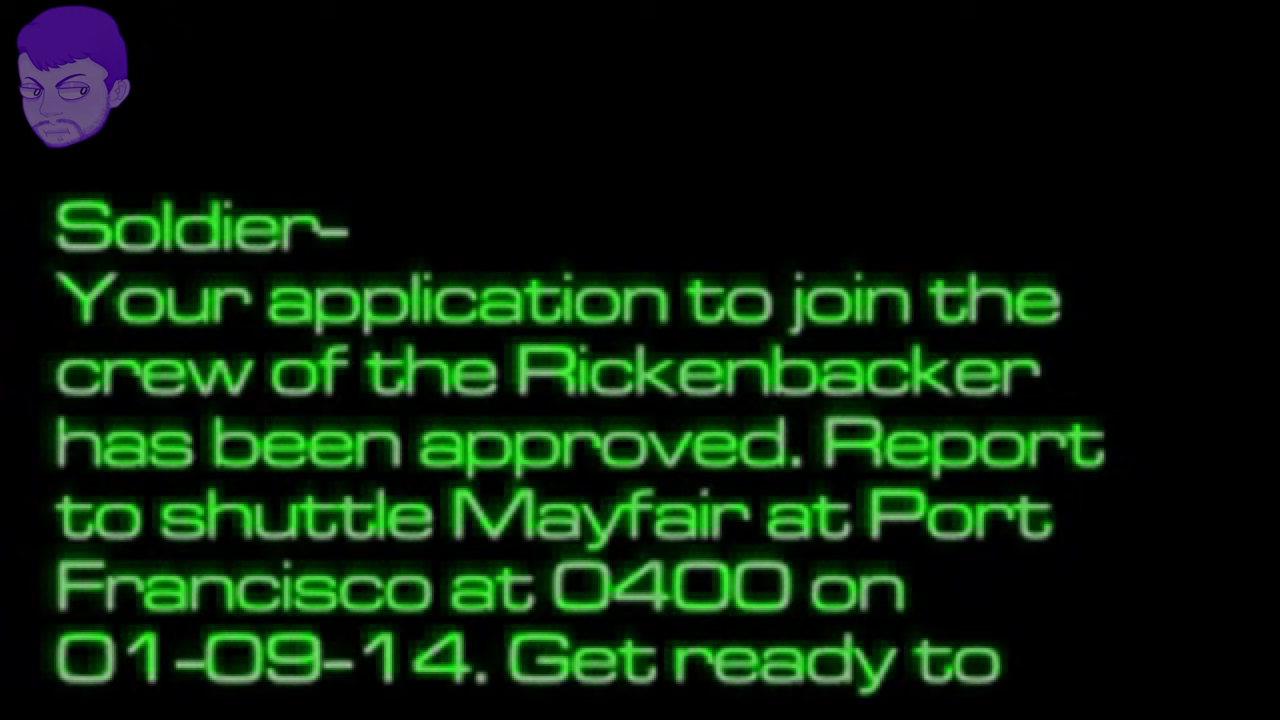 Soldier-
Your application to join the
crew of the Rickenbacker
has been approved. Report
to shuttle Mayfair at Port
Francisco at 0400 on
01-09-14. Get ready to